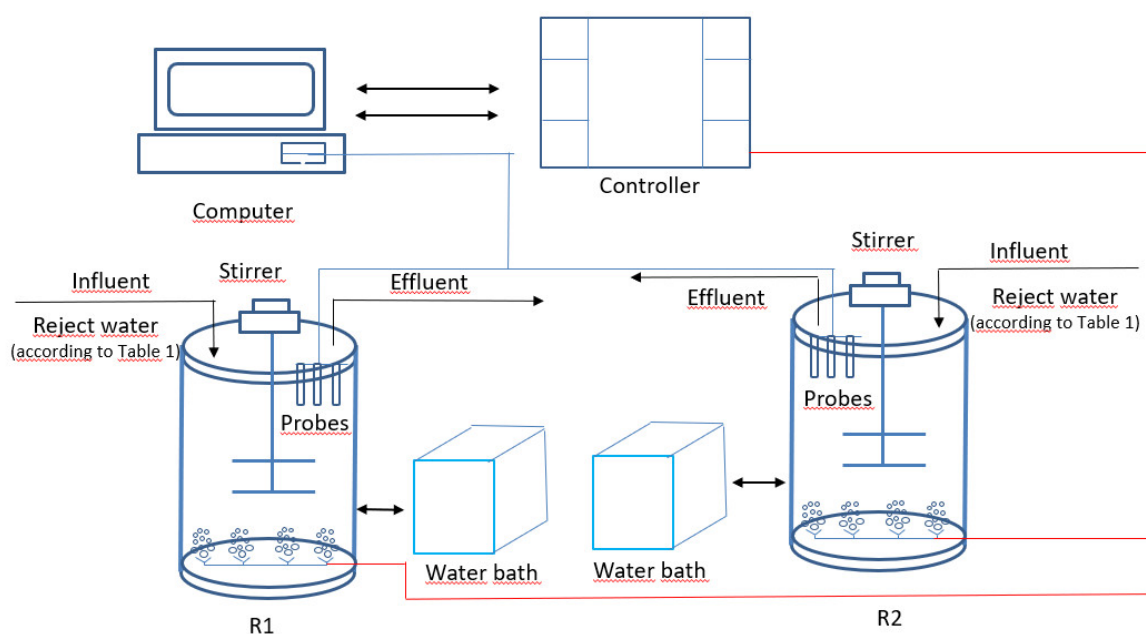 Controller
Computer
Stirrer
Influent
Influent
Stirrer
Effluent
Effluent
Reject water
(according to Table 1)
Reject water
(according to Table 1)
Probes
Probes
Water bath
Water bath
R1
R2